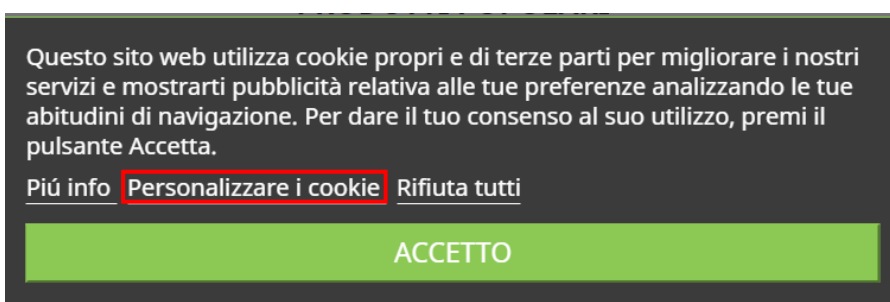 Questo sito web utilizza cookie propri e di terze parti per migliorare i nostri
servizi e mostrarti pubblicità relativa alle tue preferenze analizzando le tue
abitudini di navigazione. Per dare il tuo consenso al suo utilizzo, premi il
pulsante Accetta.
Piú info Personalizzare i cookie Rifiuta tutti
ACCETTO